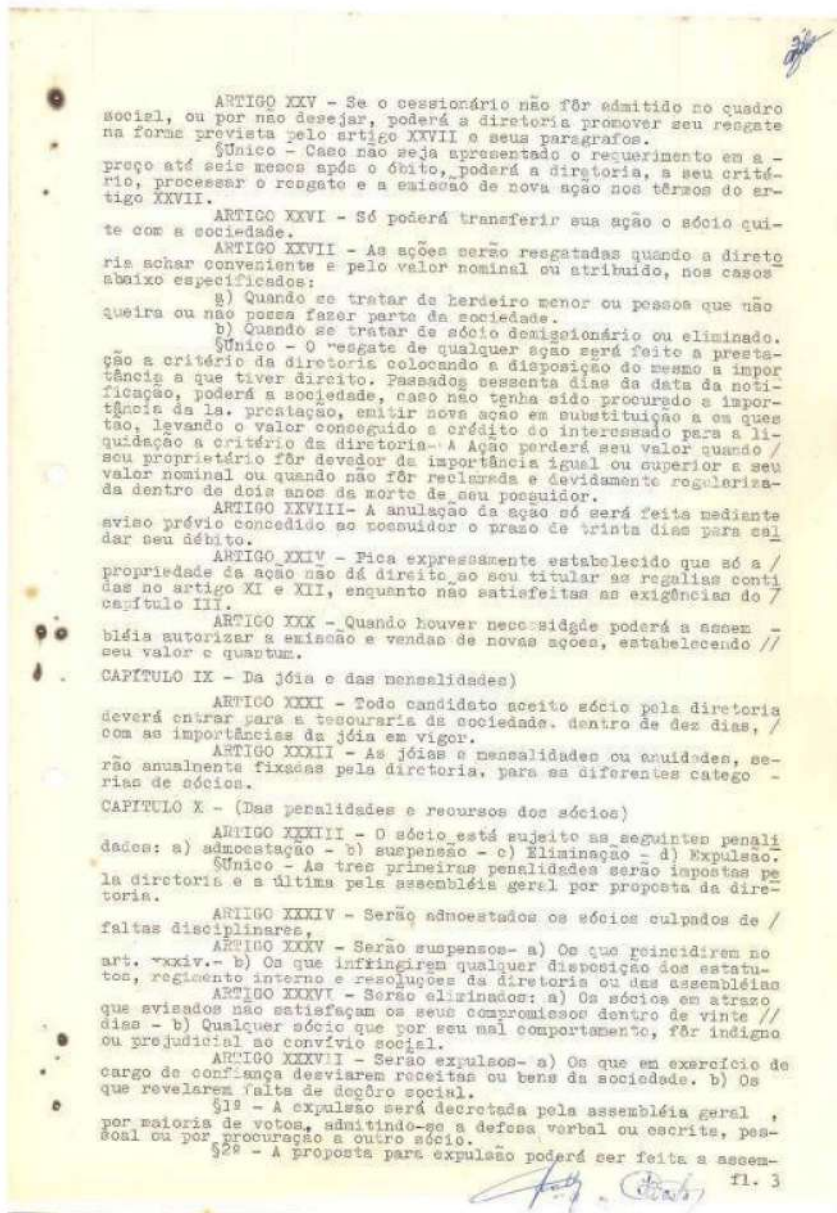 ARTIGO XXV - Se o cessionário não fôr admitido no quadro
social, ou por não desejar, poderá a diretoria promover seu resgate
na forma prevista pelo artigo XXVII e seus paragrafos.
§Único - Caso não seja apresentado o requerimento em a -
preço até seis meses após o óbito, poderá a diretoria, a seu crité-
rio, processar o resgate e a emissão de nova ação nos têrmos do ar-
tigo XXVII.
ARTIGO XXVI - Só poderá transferir sua ação o sócio qui-
te com a sociedade.
ARTIGO XXVII - As ações serão resgatadas quando a direto
ria achar conveniente e pelo valor nominal ou atribuido, nos casos
abaixo especificados:
a) Quando se tratar de herdeiro menor ou pessoa que não
queira ou não possa fazer parte da sociedade.
b) Quando se tratar de sócio demissionário ou eliminado.
§Único - O resgate de qualquer ação será feito a presta-
ção a critério da diretoria colocando a disposição do mesmo a impor
tância a que tiver direito. Passados sessenta dias da data da noti-
ficação, poderá a sociedade, caso não tenha sido procurado a impor-
tância da la. prestação, emitir nova ação em substituição a em ques
tão, levando o valor conseguido a crédito do interessado para a li-
quidação a critério da diretoria- A Ação perderá seu valor quando /
seu proprietário fôr devedor da importância igual ou superior a seu
valor nominal ou quando não fôr reclamada e devidamente regulariza-
da dentro de dois anos da morte de seu possuidor.
ARTIGO XXVIII- A anulação da ação só será feita mediante
aviso prévio concedido ao possuidor o prazo de trinta dias para sal
dar seu débito.
ARTIGO XXIV - Fica expressamente estabelecido que só a /
propriedade da ação não dá direito ao seu titular as regalias conti
das no artigo XI e XII, enquanto não satisfeitas as exigências do /
capítulo III.
ARTIGO XXX - Quando houver necessidade poderá a assem -
bléia autorizar a emissão e vendas de novas ações, estabelecendo //
seu valor e quantum.
CAPÍTULO IX - Da jóia e das mensalidades)
ARTIGO XXXI - Todo candidato aceito sócio pela diretoria
deverá entrar para a tesouraria da sociedade. dentro de dez dias, /
com as importâncias da jóia em vigor.
ARTIGO XXXII - As jóias e mensalidades ou anuidades, se-
rão anualmente fixadas pela diretoria, para as diferentes catego -
rias de sócios.
CAPITULO X - (Das penalidades e recursos dos sócios)
ARTIGO XXXIII - O sócio está sujeito as seguintes penali
dades: a) admoestação - b) suspensão - c) Eliminação - d) Expulsão.
§Único - As tres primeiras penalidades serão impostas pe
la diretoria e a última pela assembléia geral por proposta da dire-
toria.
ARTIGO XXXIV - Serão admoestados os sócios culpados de /
faltas disciplinares,
ARTIGO XXXV - Serão suspensos- a) Os que reincidirem no
art. xxxiv.- b) Os que infringirem qualquer disposição dos estatu-
tos, regimento interno e resoluções da diretoria ou das assembléias
ARTIGO XXXVI - Serão eliminados: a) Os sócios em atrazo
que avisados não satisfaçam os seus compromissos dentro de vinte //
dias - b) Qualquer sócio que por seu mal comportamento, fôr indigno
ou prejudicial ao convívio social.
ARTIGO XXXVII - Serão expulsos- a) Os que em exercício de
cargo de confiança desviarem receitas ou bens da sociedade. b) Os
que revelarem falta de decôro social.
§1º - A expulsão será decretada pela assembléia geral ,
por maioria de votos, admitindo-se a defesa verbal ou escrita, pes-
soal ou por procuração a outro sócio.
§2º - A proposta para expulsão poderá ser feita a assem-
fl. 3